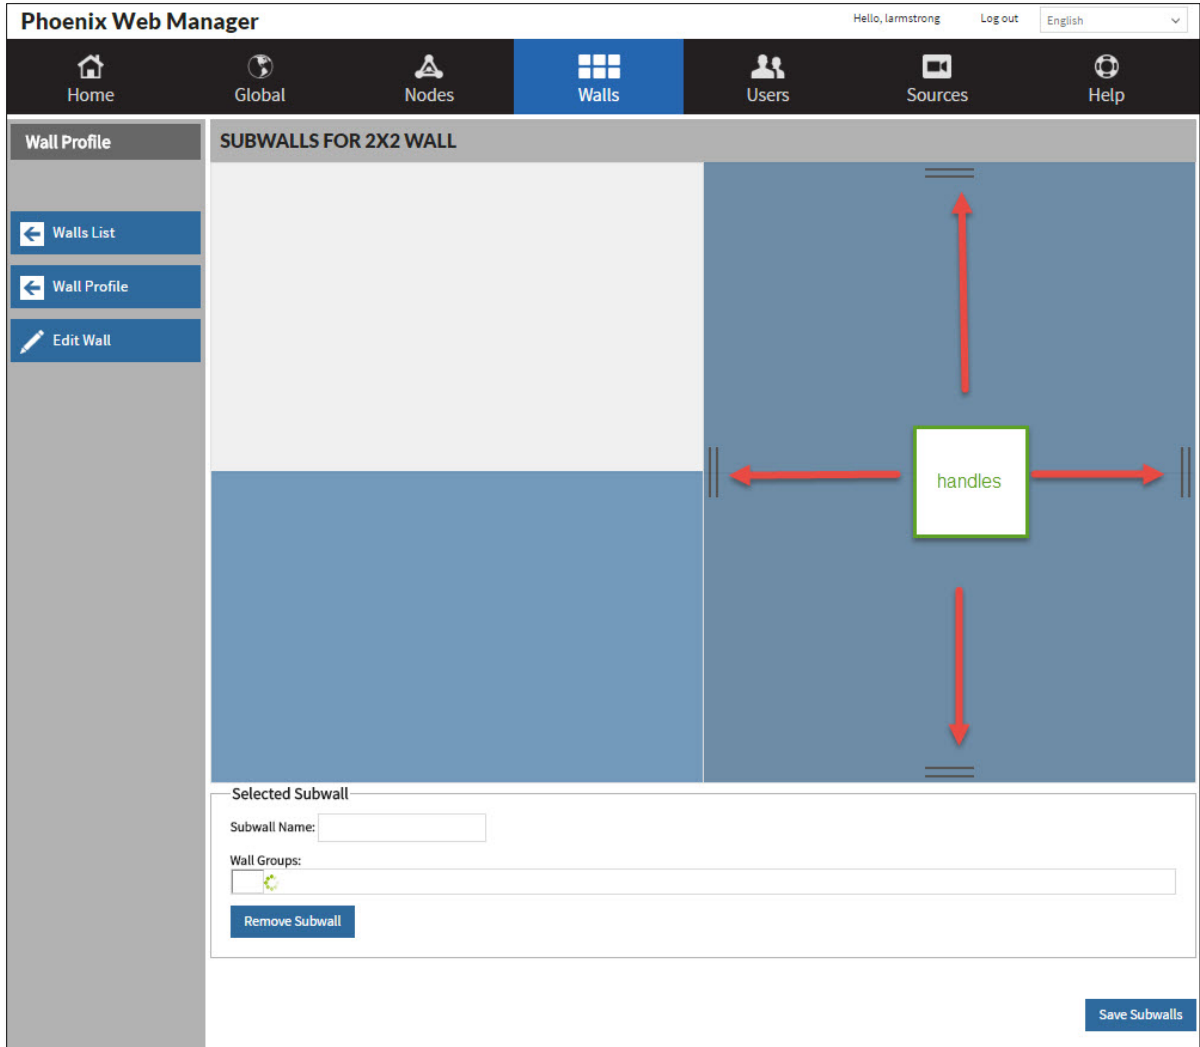 Phoenix Web Manager
Hello, larmstrong Log out English
Home Global Nodes Walls Users Sources Help
Wall Profile
SUBWALLS FOR 2X2 WALL
Walls List
Wall Profile
Edit Wall
handles
Selected Subwall
Subwall Name:
Wall Groups:
Remove Subwall
Save Subwalls